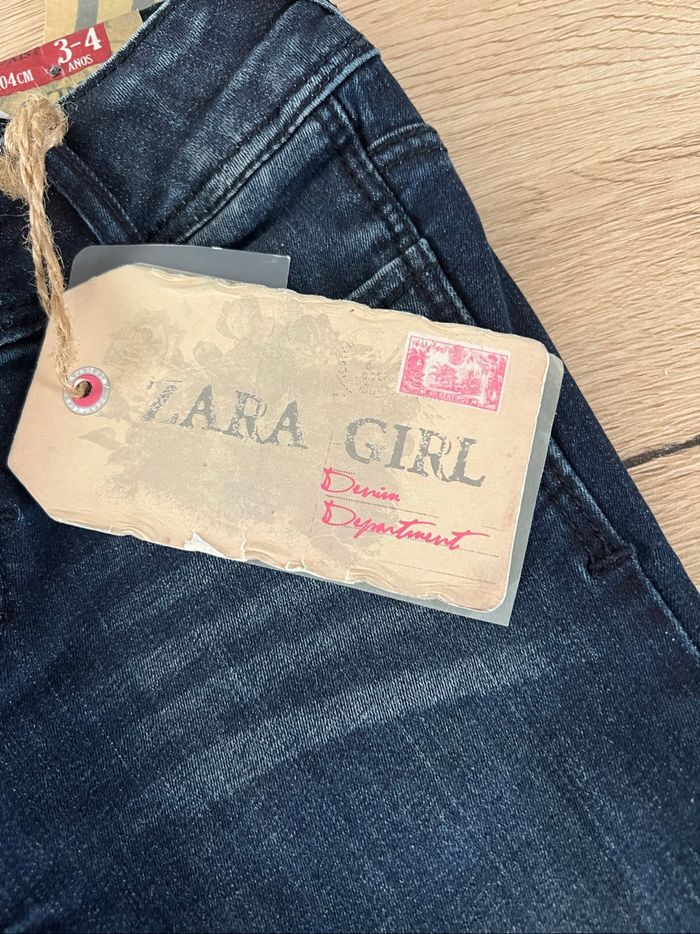 3-4
04CM
AÑOS
ZARA GIRL
Denim
Department